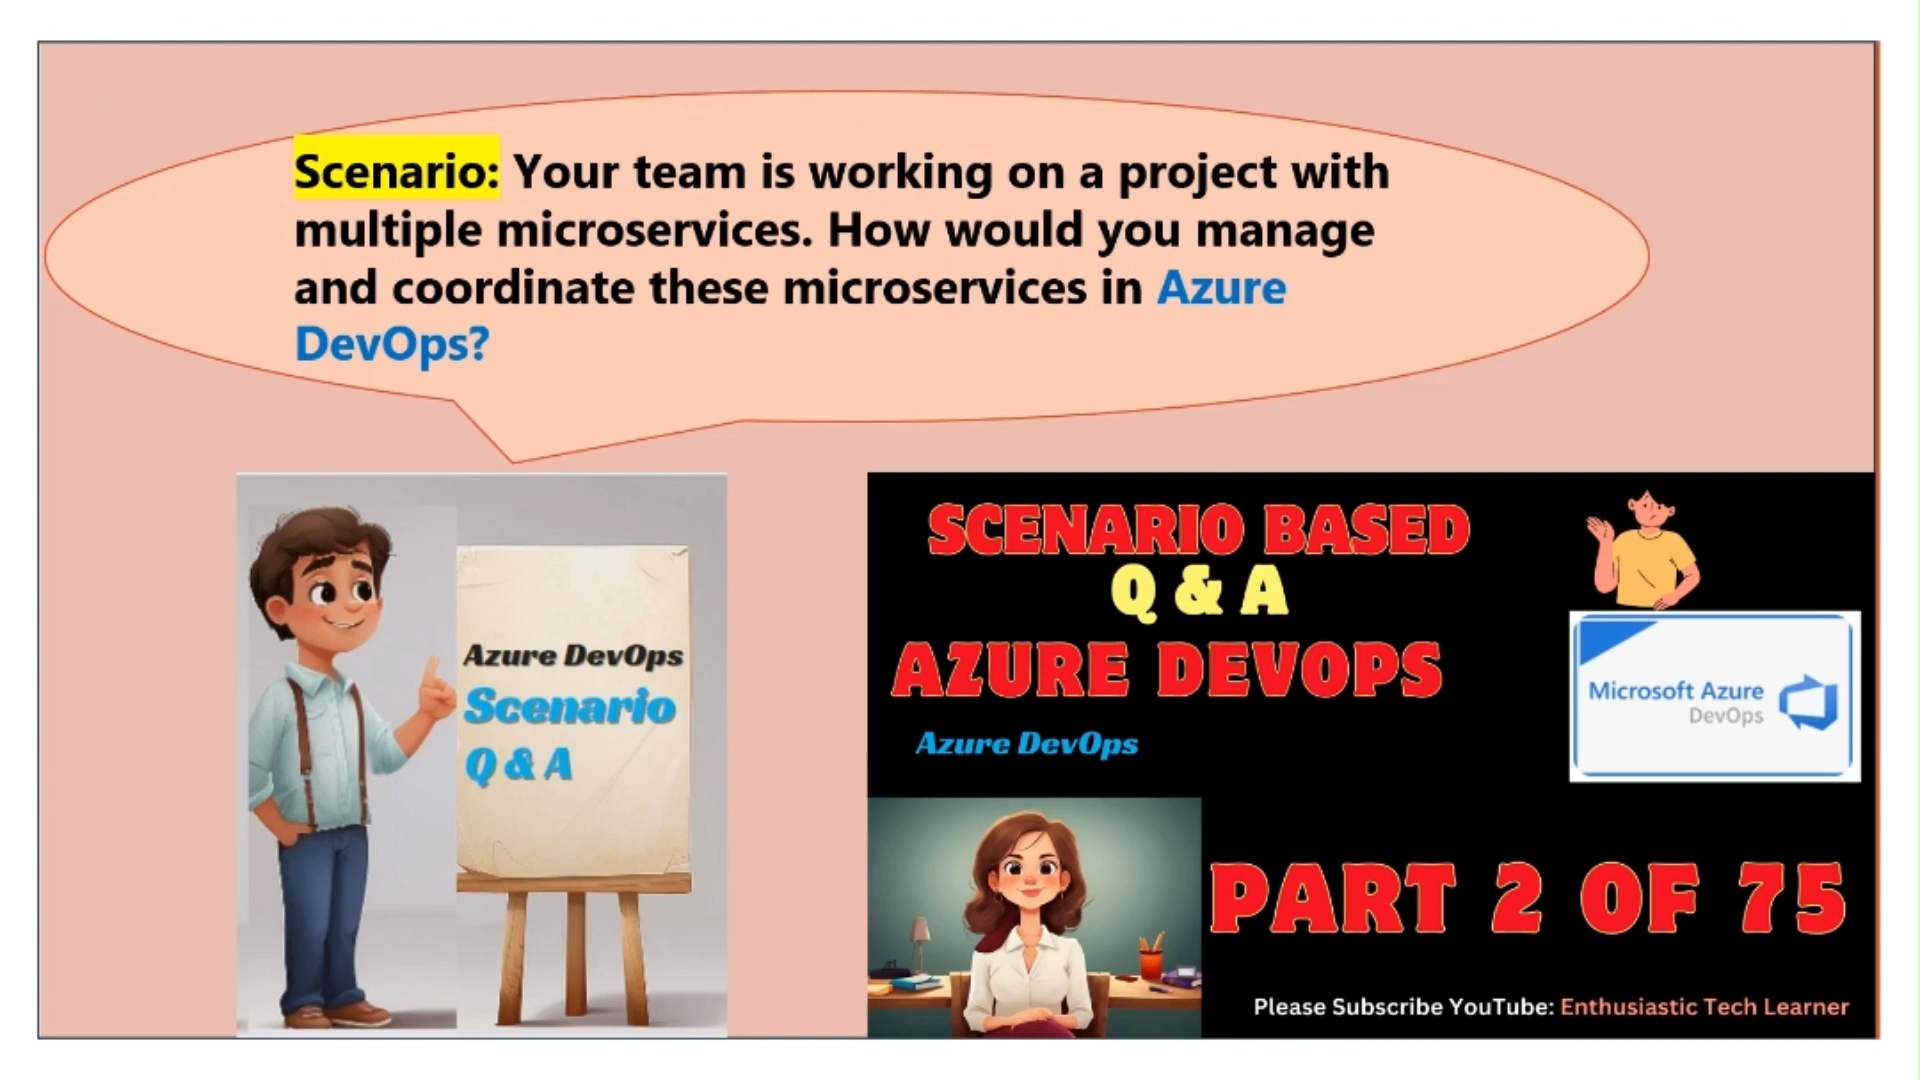 Scenario: Your team is working on a project with
multiple microservices. How would you manage
and coordinate these microservices in Azure
DevOps?
Azure DevOps
Scenario
Q & A
SCENARIO BASED
Q & A
AZURE DEVOPS
Azure DevOps
Microsoft Azure
DevOps
PART 2 OF 75
Please Subscribe YouTube: Enthusiastic Tech Learner